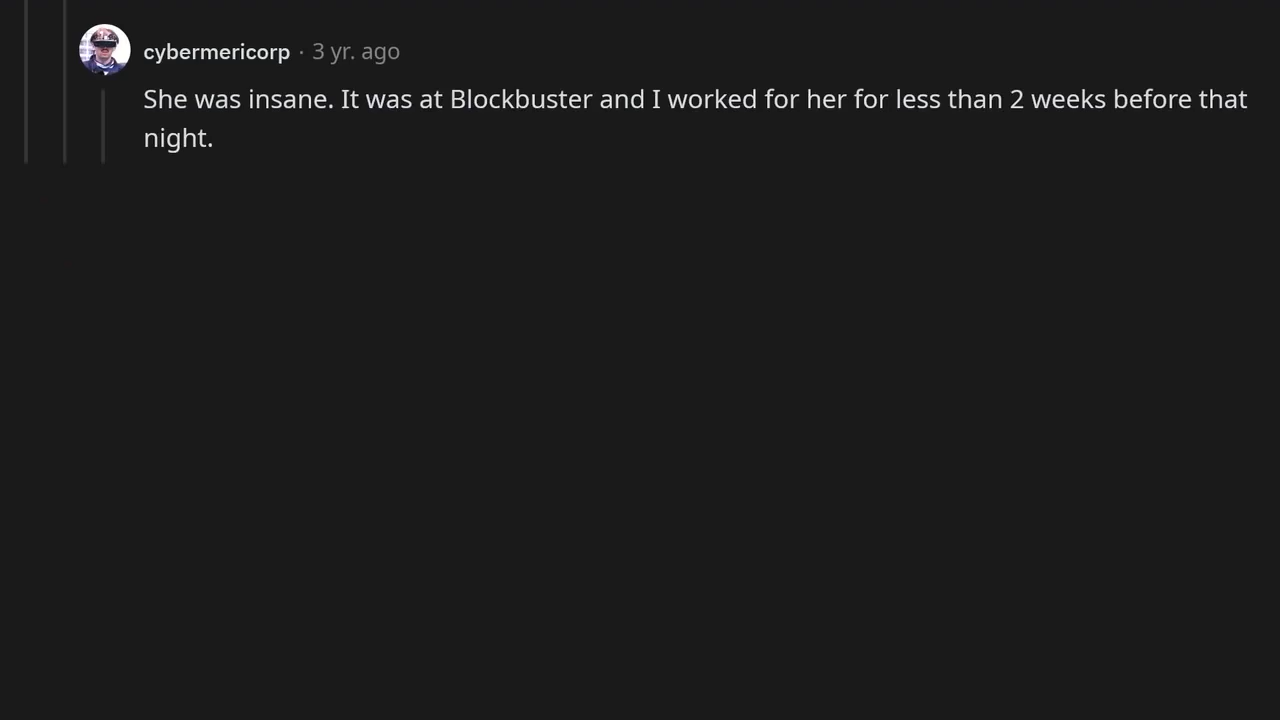 cybermericorp · 3 yr. ago
She was insane. It was at Blockbuster and I worked for her for less than 2 weeks before that
night.